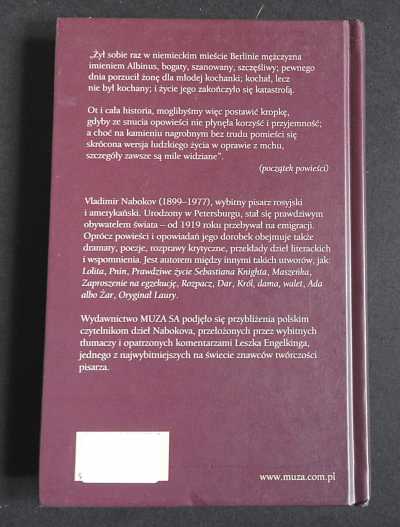 „Żył sobie raz w niemieckim mieście Berlinie mężczyzna
imieniem Albinus, bogaty, szanowany, szczęśliwy; pewnego
dnia porzucił żonę dla młodej kochanki; kochał, lecz
nie był kochany; i życie jego zakończyło się katastrofą.
Ot i cała historia, moglibyśmy więc postawić kropkę,
gdyby ze snucia opowieści nie płynęła korzyść i przyjemność;
a choć na kamieniu nagrobnym bez trudu pomieści się
skrócona wersja ludzkiego życia w oprawie z mchu,
szczegóły zawsze są mile widziane”.
(początek powieści)
Vladimir Nabokov (1899–1977), wybitny pisarz rosyjski
i amerykański. Urodzony w Petersburgu, stał się prawdziwym
obywatelem świata – od 1919 roku przebywał na emigracji.
Oprócz powieści i opowiadań jego dorobek obejmuje także
dramaty, poezje, rozprawy krytyczne, przekłady dzieł literackich
i wspomnienia. Jest autorem między innymi takich utworów, jak:
Lolita, Pnin, Prawdziwe życie Sebastiana Knighta, Maszeńka,
Zaproszenie na egzekucję, Rozpacz, Dar, Król, dama, walet, Ada
albo Żar, Oryginał Laury.
Wydawnictwo MUZA SA podjęło się przybliżenia polskim
czytelnikom dzieł Nabokova, przełożonych przez wybitnych
tłumaczy i opatrzonych komentarzami Leszka Engelkinga,
jednego z najwybitniejszych na świecie znawców twórczości
pisarza.
www.muza.com.pl